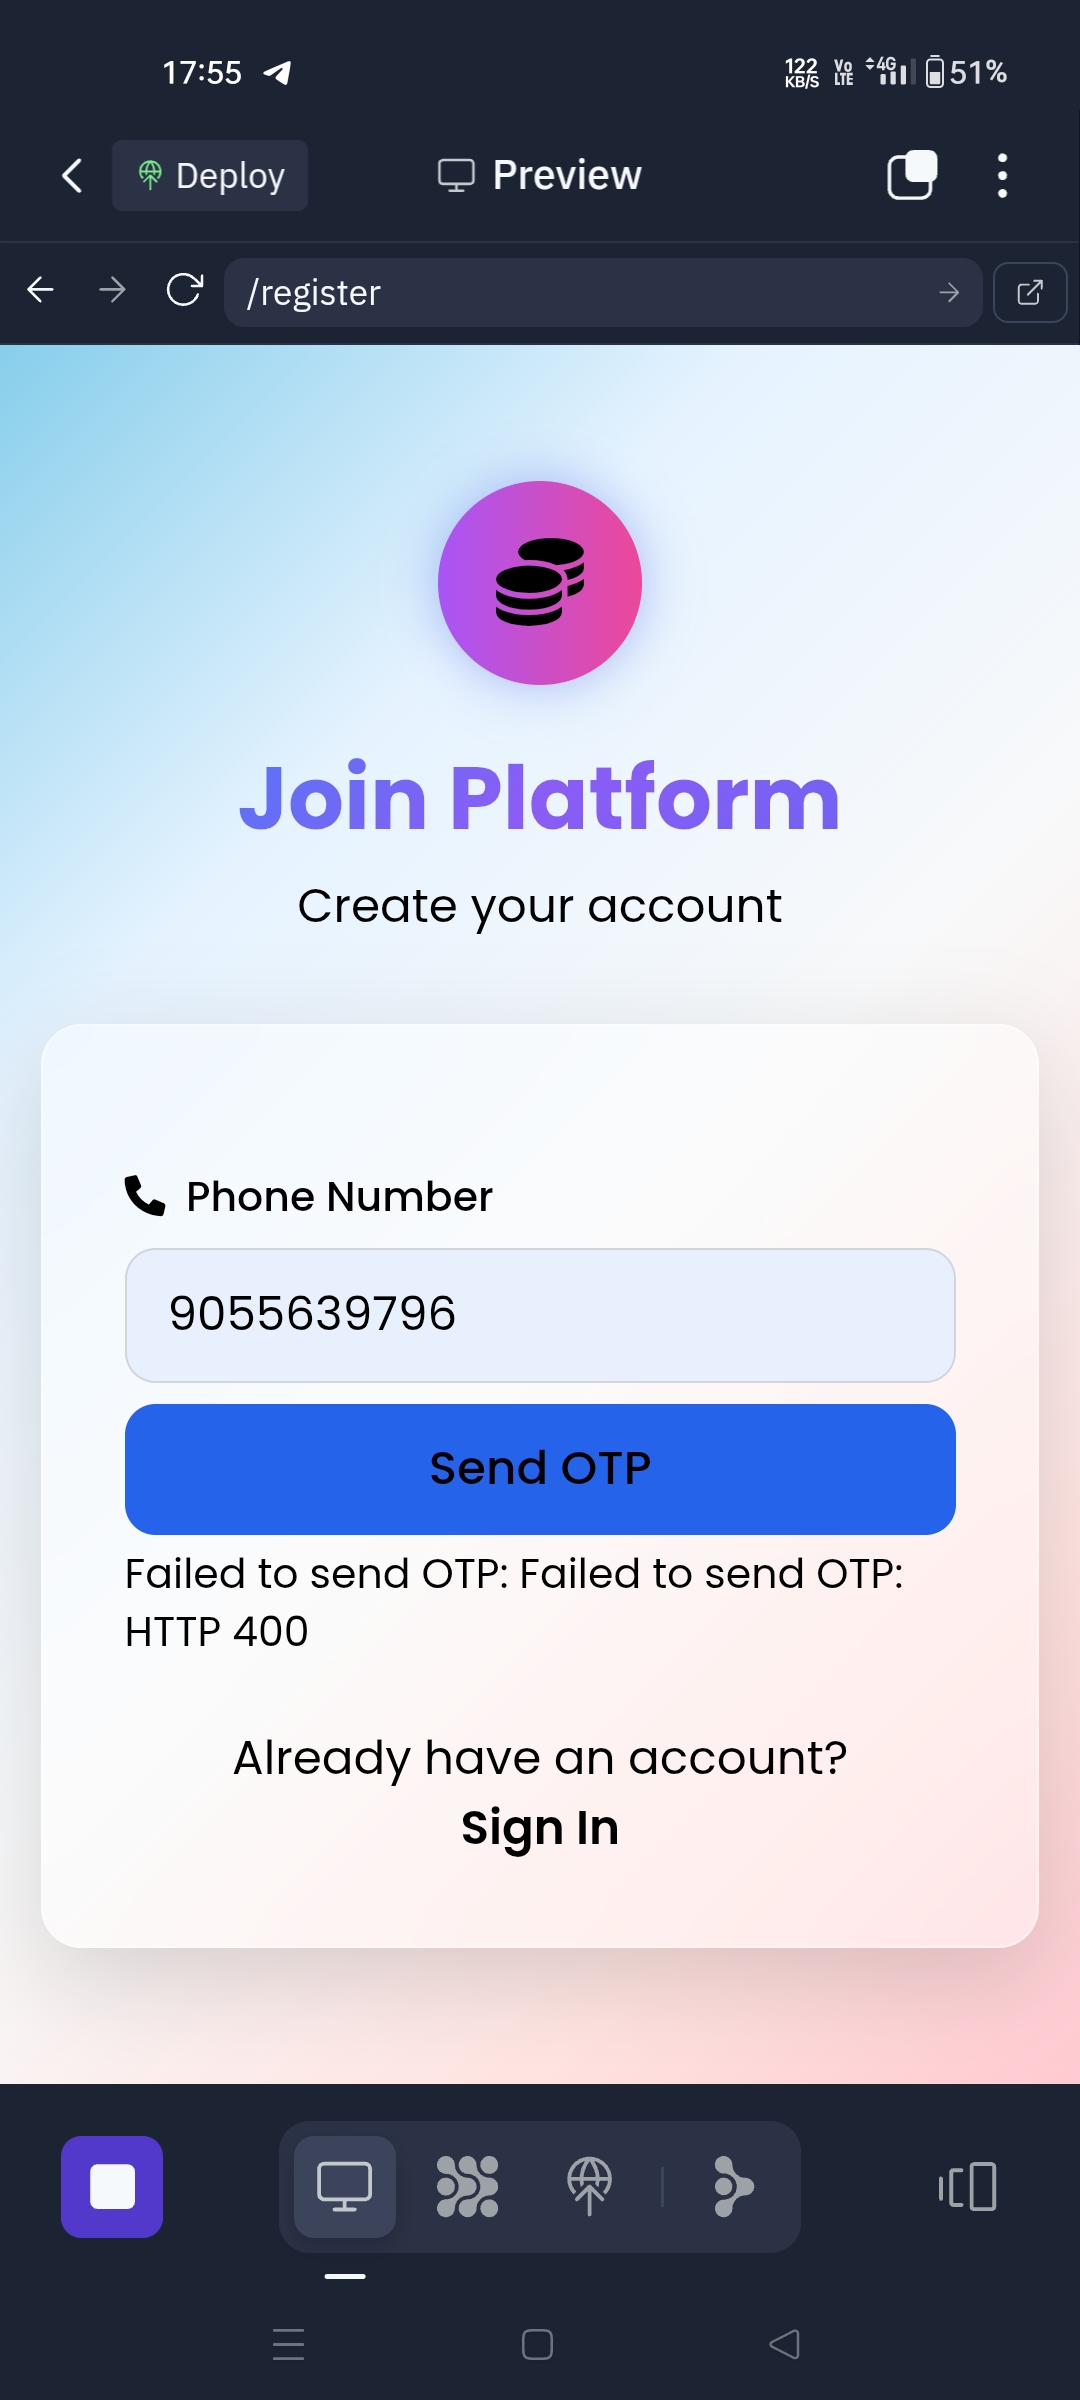 17:55
122 KB/S
Vo LTE
4G
51%
Deploy
Preview
/register
Join Platform
Create your account
Phone Number
9055639796
Send OTP
Failed to send OTP: Failed to send OTP:
HTTP 400
Already have an account?
Sign In